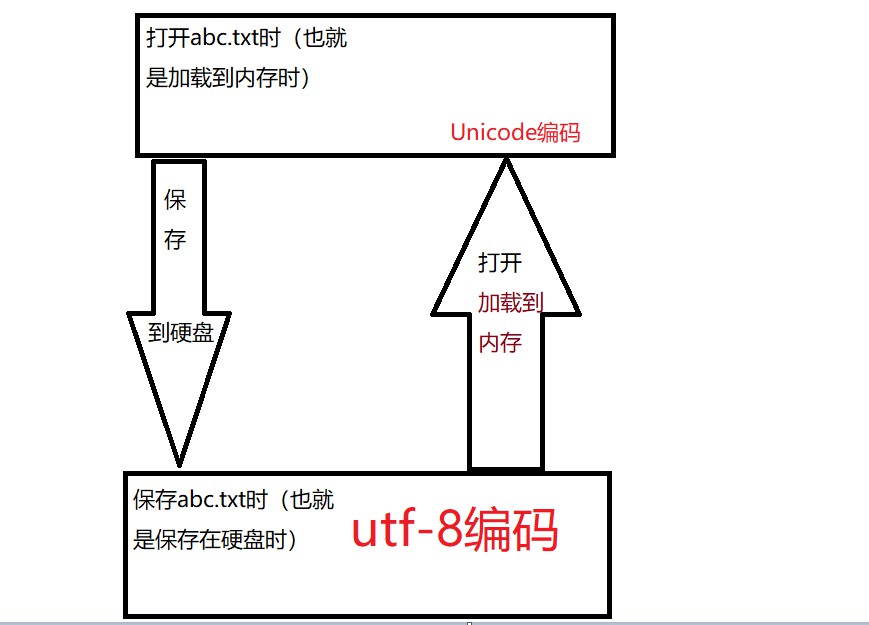 打开abc.txt时（也就
是加载到内存时）
Unicode编码
保
存
到硬盘
打开
加载到
内存
保存abc.txt时（也就
是保存在硬盘时）
utf-8编码